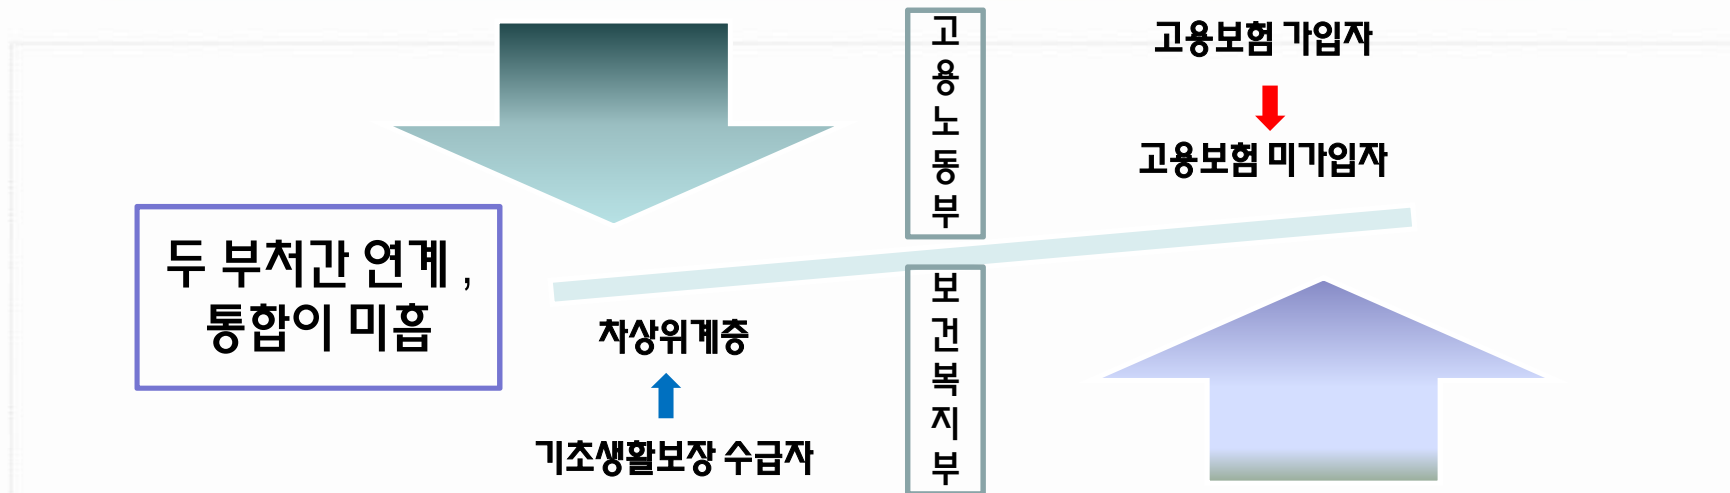 고용노동부
고용보험 가입자
고용보험 미가입자
두 부처간 연계 ,
통합이 미흡
차상위계층
기초생활보장 수급자
보건복지부